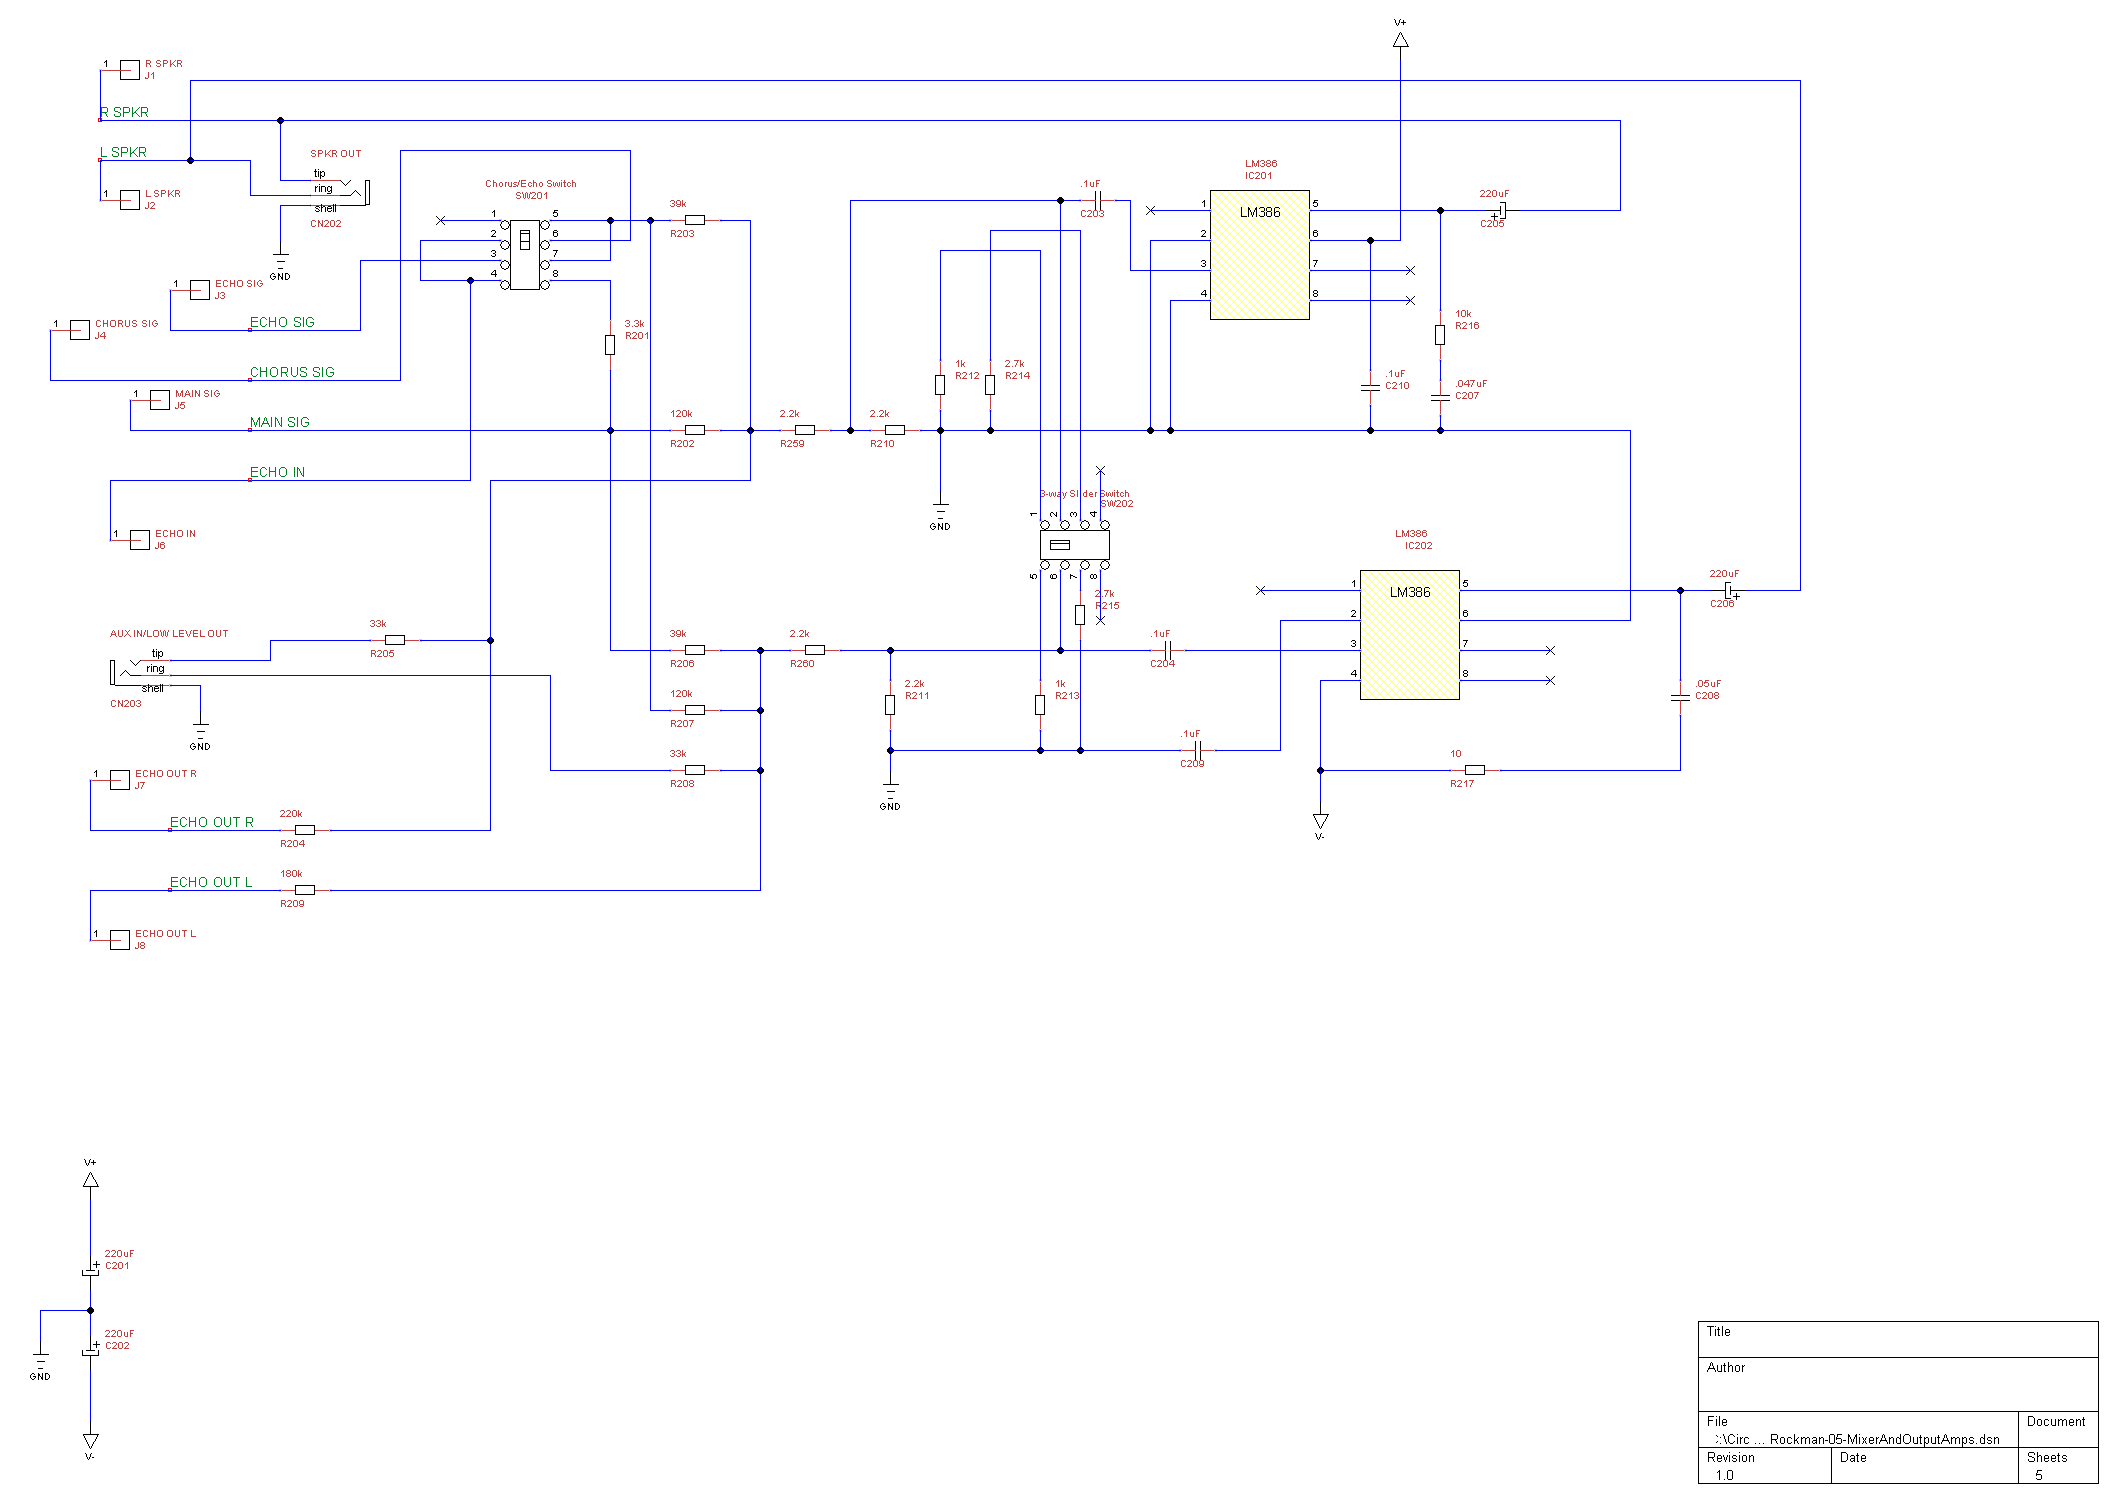 V+
1
R SPKR
J1
R SPKR
L SPKR
1
L SPKR
J2
SPKR OUT
tip
ring
shell
CN202
GND
Chorus/Echo Switch
SW201
1
2
3
4
5
6
7
8
39k
R203
.1uF
C203
LM386
IC201
LM386
1
2
3
4
5
6
7
8
220uF
C205
+
1
ECHO SIG
J3
ECHO SIG
1
CHORUS SIG
J4
CHORUS SIG
3.3k
R201
1
MAIN SIG
J5
MAIN SIG
120k
R202
2.2k
R259
2.2k
R210
1k
R212
2.7k
R214
.1uF
C210
10k
R216
.047uF
C207
ECHO IN
1
ECHO IN
J6
GND
3-way Slider Switch
SW202
1
2
3
4
5
6
7
8
2.7k
R215
LM386
IC202
LM386
1
2
3
4
5
6
7
8
220uF
C206
+
AUX IN/LOW LEVEL OUT
tip
ring
shell
CN203
GND
33k
R205
39k
R206
2.2k
R260
.1uF
C204
120k
R207
2.2k
R211
1k
R213
.05uF
C208
33k
R208
.1uF
C209
10
R217
GND
V-
1
ECHO OUT R
J7
ECHO OUT R
220k
R204
ECHO OUT L
180k
R209
1
ECHO OUT L
J8
V+
220uF
+
C201
220uF
+
C202
GND
V-
Title
Author
File
:\Circ ... Rockman-05-MixerAndOutputAmps.dsn
Document
Revision
1.0
Date
Sheets
5